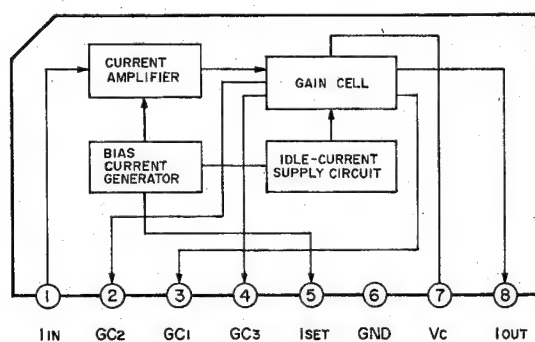 CURRENT
AMPLIFIER
GAIN CELL
BIAS
CURRENT
GENERATOR
IDLE-CURRENT
SUPPLY CIRCUIT
1 2 3 4 5 6 7 8
IIN GC2 GC1 GC3 ISET GND VC IOUT